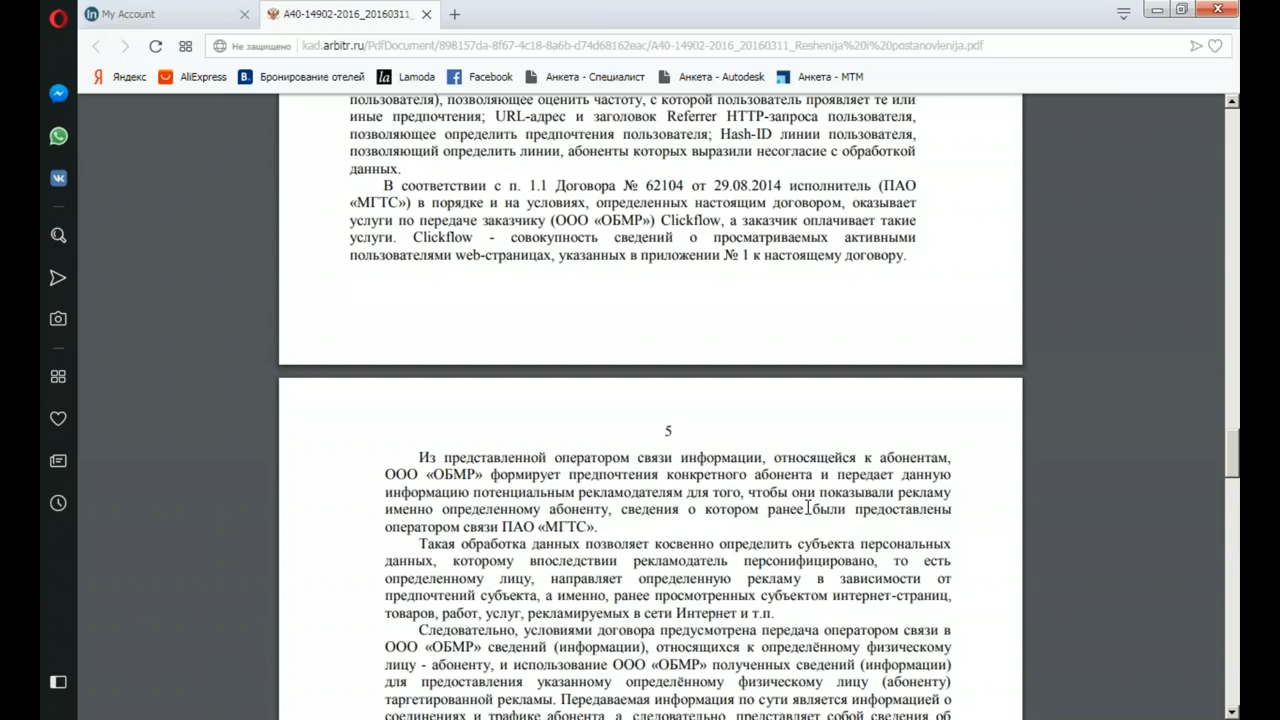 My Account
A40-14902-2016_20160311_
Не защищено
kad.arbitr.ru/PdfDocument/898157da-8f67-4c18-8a6b-d74d68162eac/A40-14902-2016_20160311_Reshenija%20i%20postanovlenija.pdf
Яндекс
AliExpress
Бронирование отелей
Lamoda
Facebook
Анкета - Специалист
Анкета - Autodesk
Анкета - МТМ
пользователя), позволяющее оценить частоту, с которой пользователь проявляет те или
иные предпочтения; URL-адрес и заголовок Referrer HTTP-запроса пользователя,
позволяющее определить предпочтения пользователя; Hash-ID линии пользователя,
позволяющий определить линии, абоненты которых выразили несогласие с обработкой
данных.
В соответствии с п. 1.1 Договора № 62104 от 29.08.2014 исполнитель (ПАО
«МГТС») в порядке и на условиях, определенных настоящим договором, оказывает
услуги по передаче заказчику (ООО «ОБМР») Clickflow, а заказчик оплачивает такие
услуги. Clickflow - совокупность сведений о просматриваемых активными
пользователями web-страницах, указанных в приложении № 1 к настоящему договору.
5
Из представленной оператором связи информации, относящейся к абонентам,
ООО «ОБМР» формирует предпочтения конкретного абонента и передает данную
информацию потенциальным рекламодателям для того, чтобы они показывали рекламу
именно определенному абоненту, сведения о котором ранее были предоставлены
оператором связи ПАО «МГТС».
Такая обработка данных позволяет косвенно определить субъекта персональных
данных, которому впоследствии рекламодатель персонифицировано, то есть
определенному лицу, направляет определенную рекламу в зависимости от
предпочтений субъекта, а именно, ранее просмотренных субъектом интернет-страниц,
товаров, работ, услуг, рекламируемых в сети Интернет и т.п.
Следовательно, условиями договора предусмотрена передача оператором связи в
ООО «ОБМР» сведений (информации), относящихся к определённому физическому
лицу - абоненту, и использование ООО «ОБМР» полученных сведений (информации)
для предоставления указанному определённому физическому лицу (абоненту)
таргетированной рекламы. Передаваемая информация по сути является информацией о
соединениях и трафике абонента, а, следовательно, представляет собой сведения об